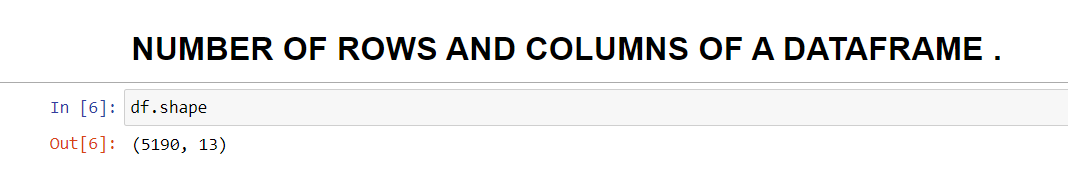 NUMBER OF ROWS AND COLUMNS OF A DATAFRAME .
In [6]: df.shape
Out[6]: (5190, 13)